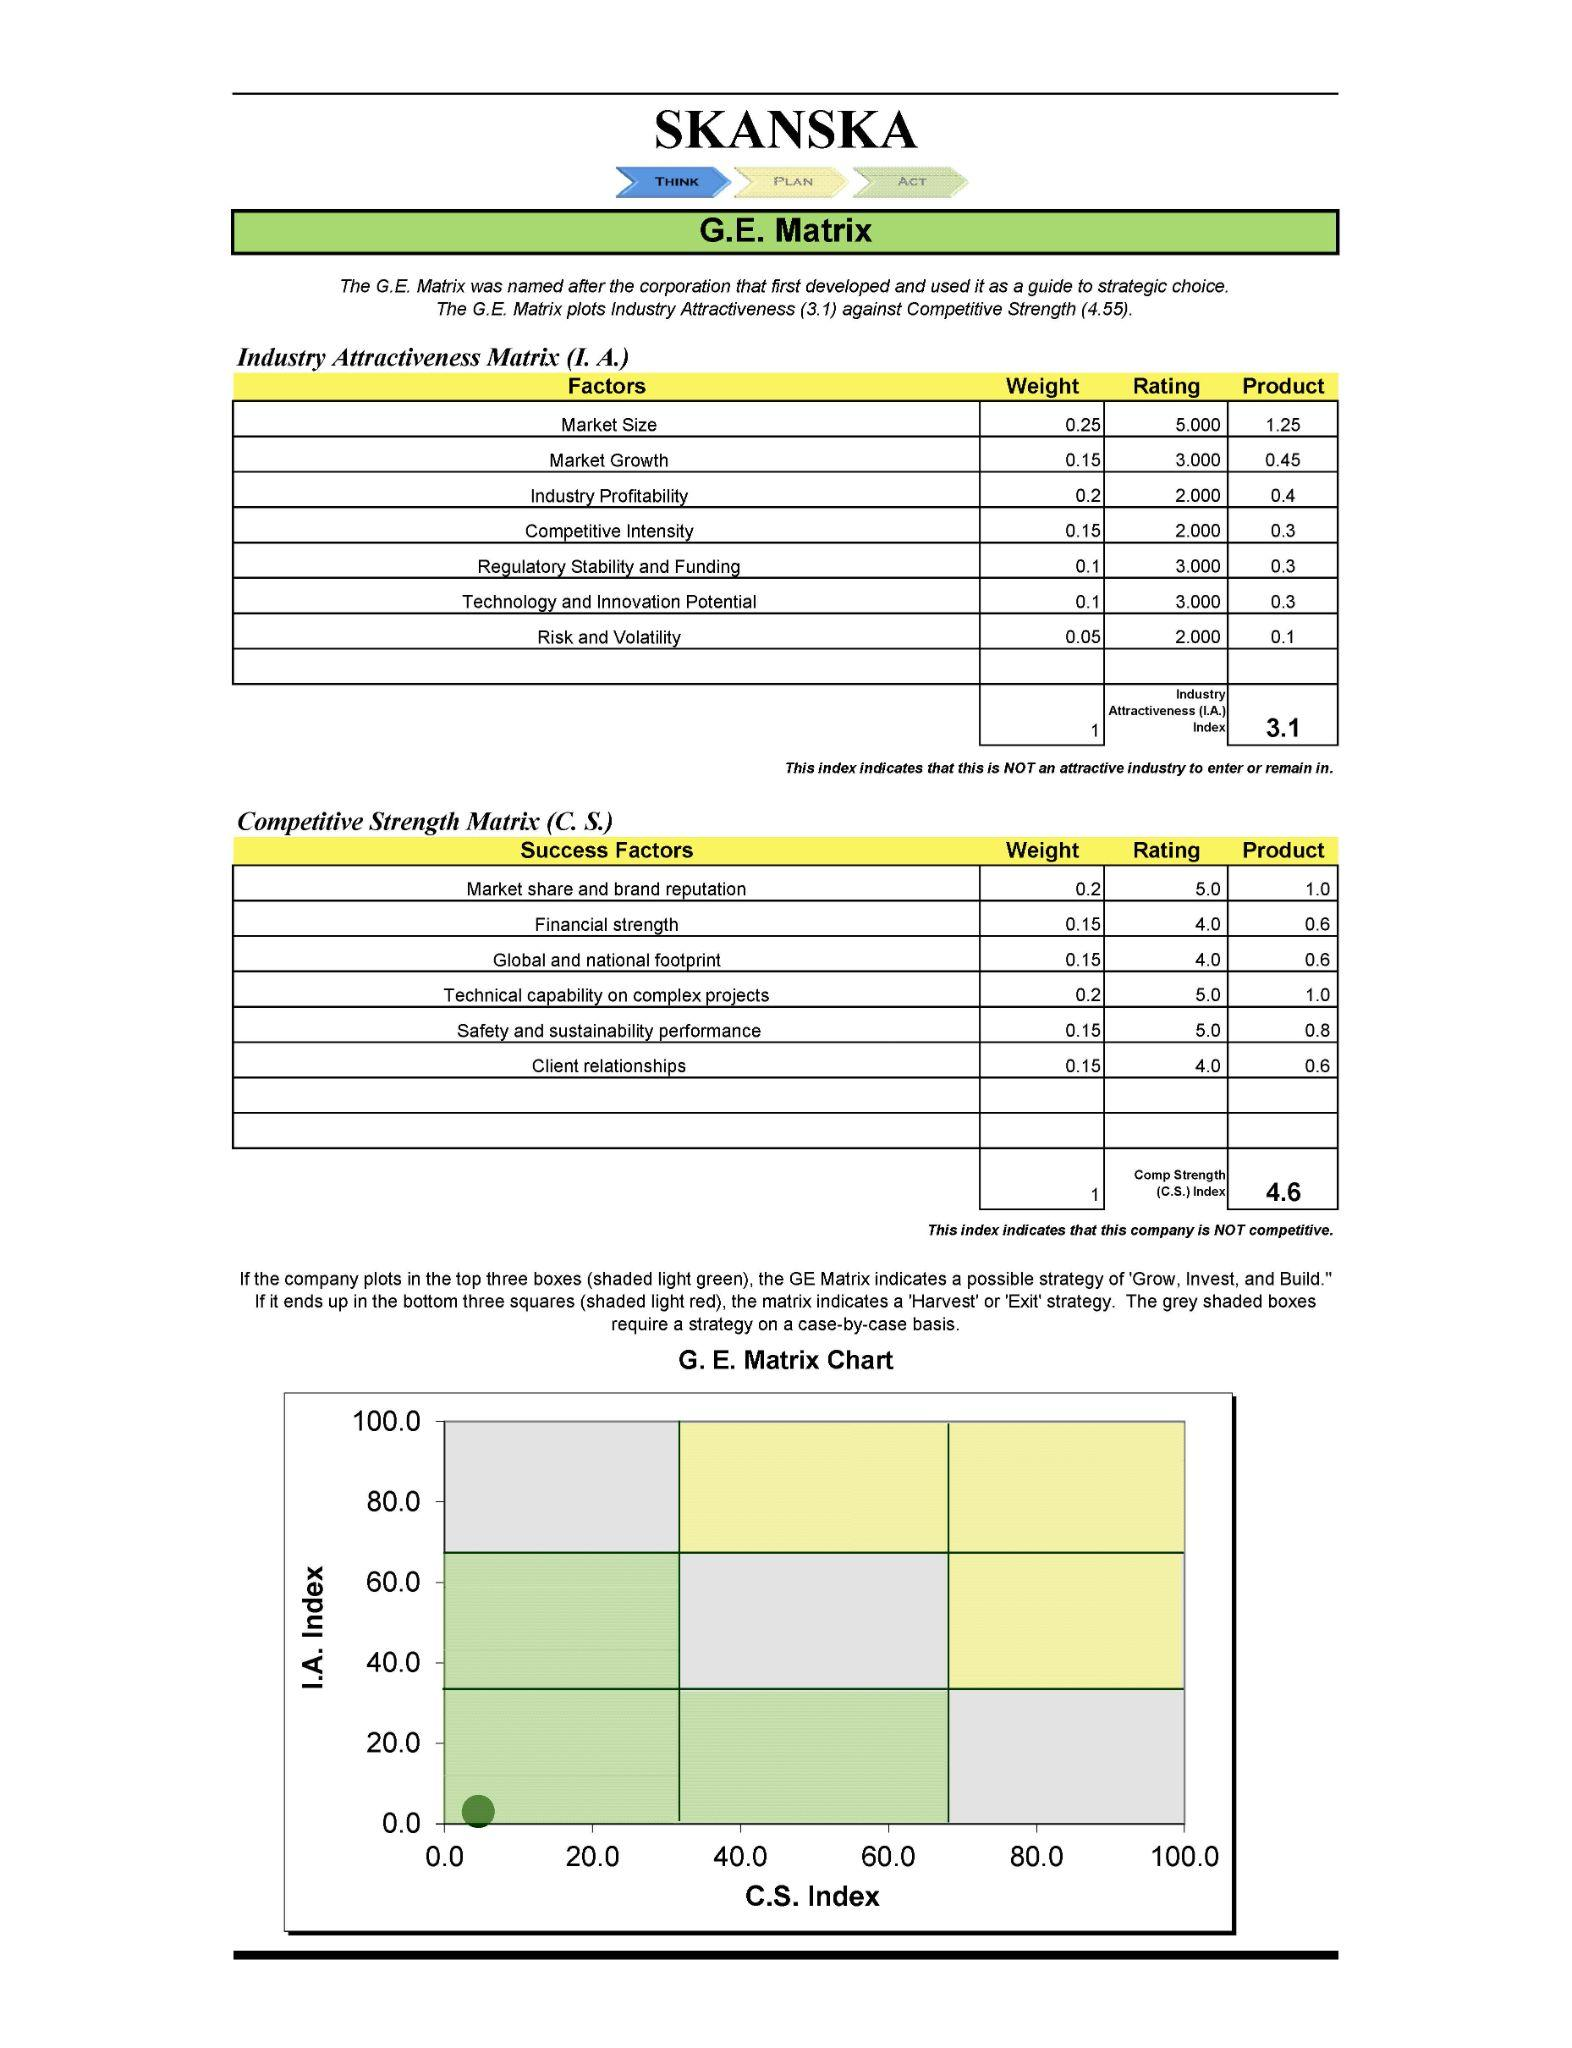 SKANSKA
THINK PLAN ACT
G.E. Matrix
The G.E. Matrix was named after the corporation that first developed and used it as a guide to strategic choice.
The G.E. Matrix plots Industry Attractiveness (3.1) against Competitive Strength (4.55).
Industry Attractiveness Matrix (I. A.)
Factors Weight Rating Product
Market Size 0.25 5.000 1.25
Market Growth 0.15 3.000 0.45
Industry Profitability 0.2 2.000 0.4
Competitive Intensity 0.15 2.000 0.3
Regulatory Stability and Funding 0.1 3.000 0.3
Technology and Innovation Potential 0.1 3.000 0.3
Risk and Volatility 0.05 2.000 0.1
Industry
Attractiveness (I.A.)
1 Index 3.1
This index indicates that this is NOT an attractive industry to enter or remain in.
Competitive Strength Matrix (C. S.)
Success Factors Weight Rating Product
Market share and brand reputation 0.2 5.0 1.0
Financial strength 0.15 4.0 0.6
Global and national footprint 0.15 4.0 0.6
Technical capability on complex projects 0.2 5.0 1.0
Safety and sustainability performance 0.15 5.0 0.8
Client relationships 0.15 4.0 0.6
Comp Strength
1 (C.S.) Index 4.6
This index indicates that this company is NOT competitive.
If the company plots in the top three boxes (shaded light green), the GE Matrix indicates a possible strategy of 'Grow, Invest, and Build."
If it ends up in the bottom three squares (shaded light red), the matrix indicates a 'Harvest' or 'Exit' strategy. The grey shaded boxes
require a strategy on a case-by-case basis.
G. E. Matrix Chart
100.0
80.0
60.0
40.0
20.0
0.0
I.A. Index
0.0 20.0 40.0 60.0 80.0 100.0
C.S. Index